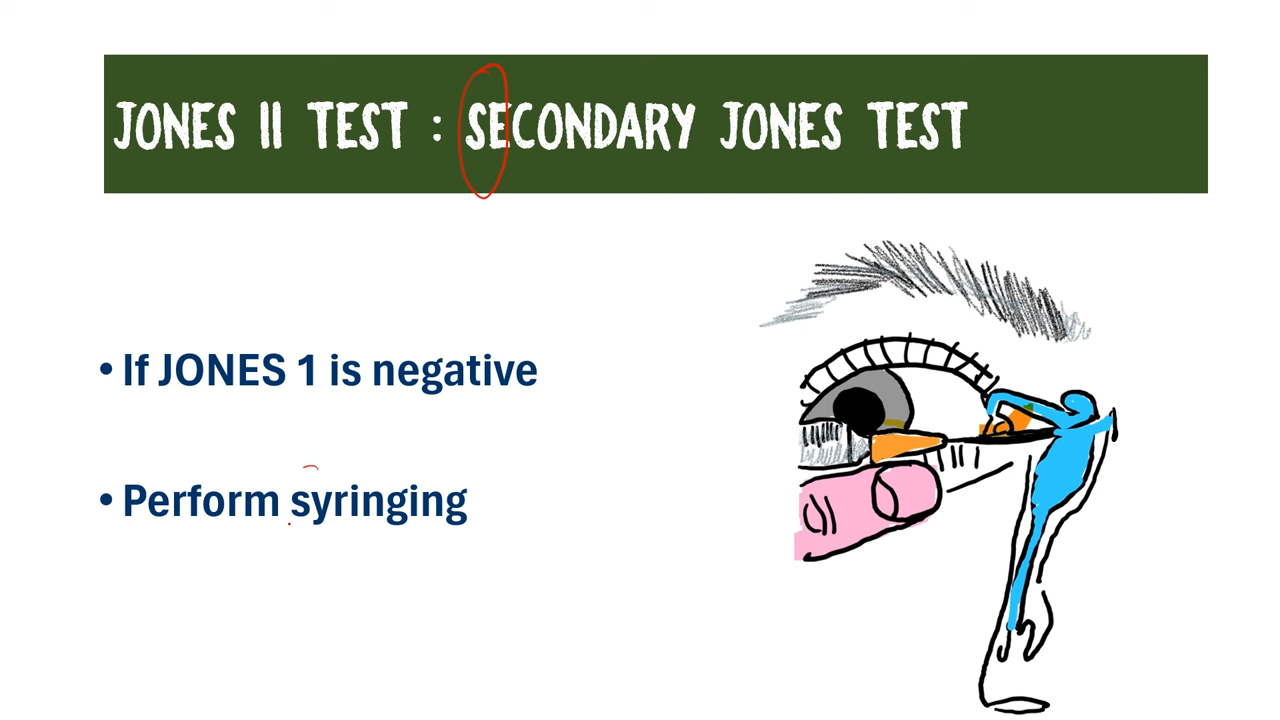 JONES II TEST : SECONDARY JONES TEST
• If JONES 1 is negative
• Perform syringing